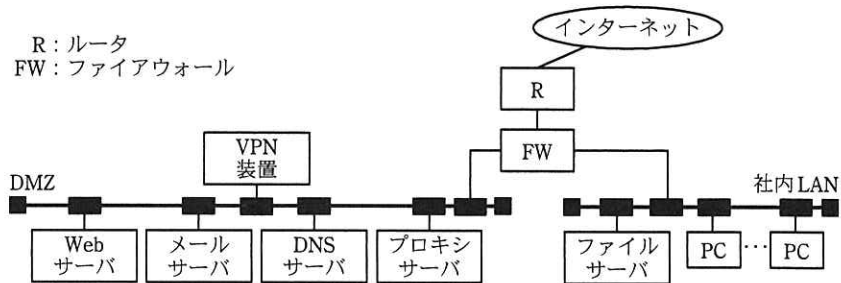 インターネット
R：ルータ
FW：ファイアウォール
R
VPN
装置
FW
DMZ
社内LAN
Web
サーバ
メール
サーバ
DNS
サーバ
プロキシ
サーバ
ファイル
サーバ
PC
…
PC